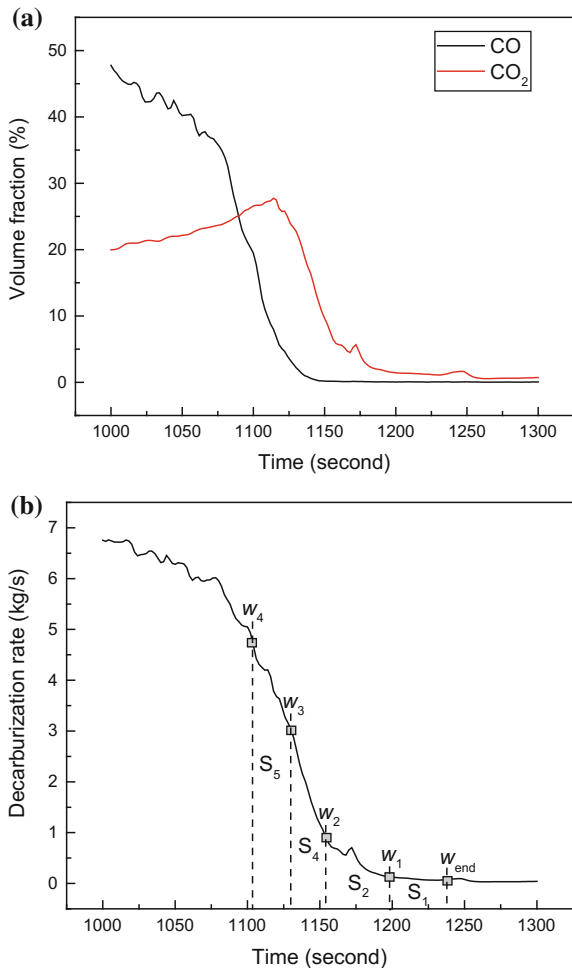 (a)
CO
CO2
50
40
30
20
10
0
Volume fraction (%)
1000 1050 1100 1150 1200 1250 1300
Time (second)
(b)
7
6
5
4
3
2
1
0
Decarburization rate (kg/s)
w4
w3
w2
w1
wend
S5
S4
S2
S1
1000 1050 1100 1150 1200 1250 1300
Time (second)